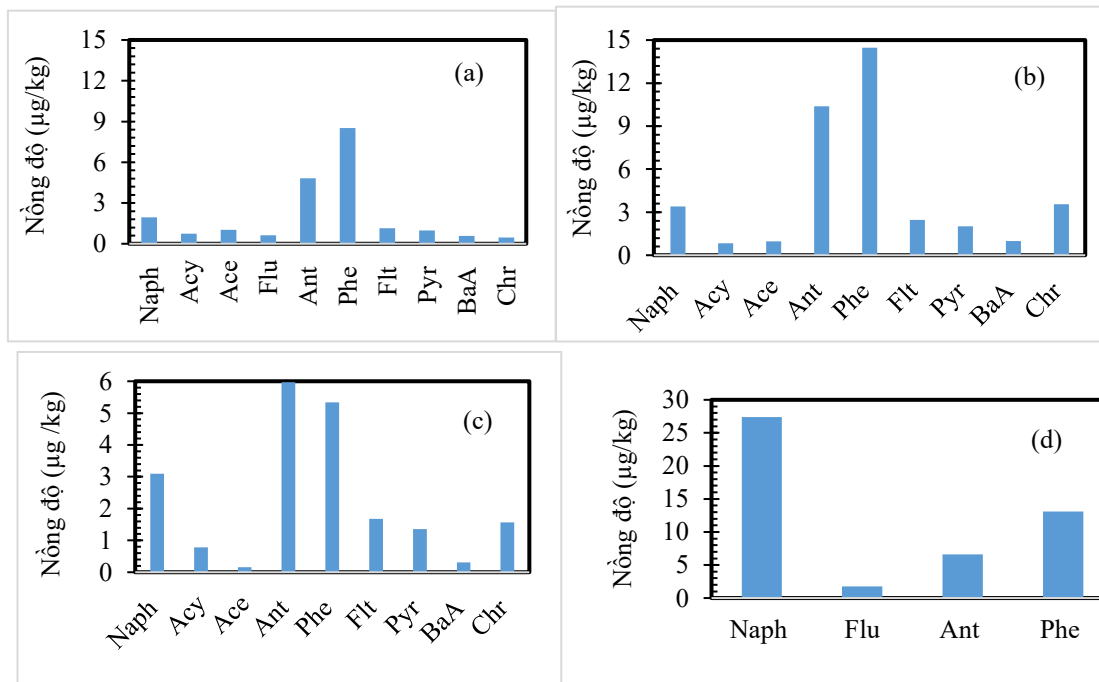 Nồng độ (µg/kg)
15
12
9
6
3
0
(a)
Naph Acy Ace Flu Ant Phe Flt Pyr BaA Chr
Nồng độ (µg/kg)
15
12
9
6
3
0
(b)
Naph Acy Ace Ant Phe Flt Pyr BaA Chr
Nồng độ (µg /kg)
6
5
4
3
2
1
0
(c)
Naph Acy Ace Ant Phe Flt Pyr BaA Chr
Nồng độ (µg/kg)
30
25
20
15
10
5
0
(d)
Naph Flu Ant Phe